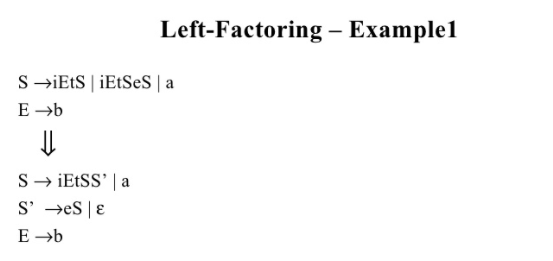 Left-Factoring – Example1
S →iEtS | iEtSeS | a
E →b
⇓
S → iEtSS’ | a
S’ →eS | ε
E →b